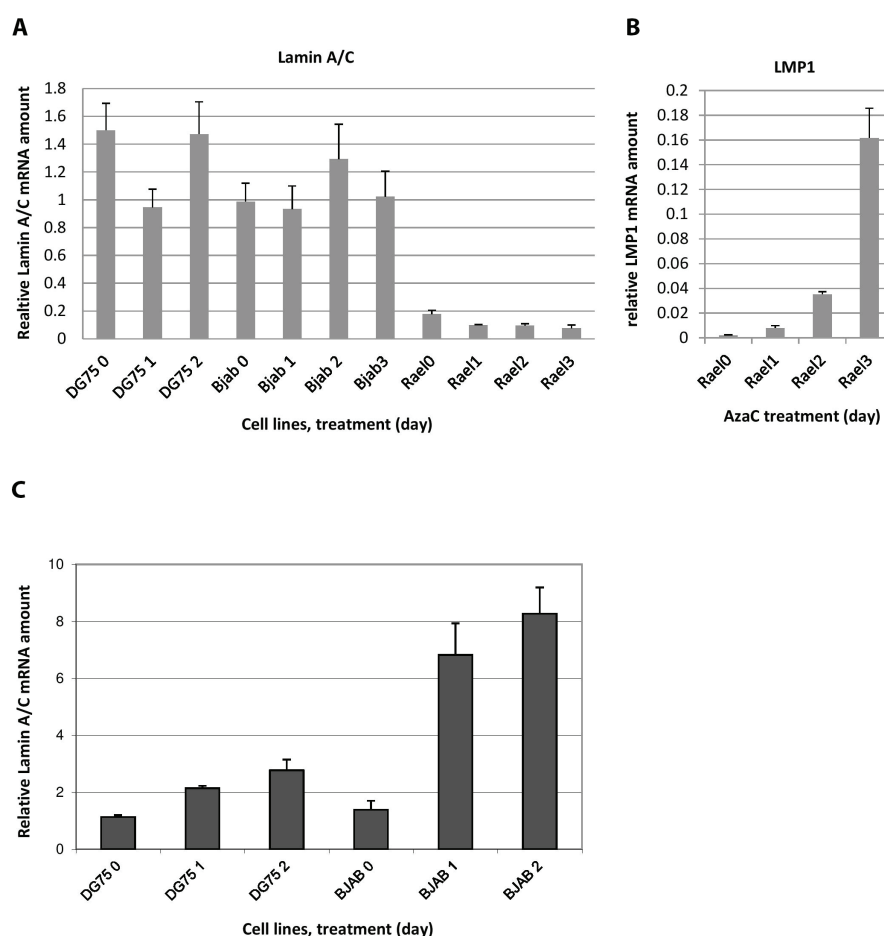 A
Lamin A/C
Realtive Lamin A/C mRNA amount
1.8
1.6
1.4
1.2
1
0.8
0.6
0.4
0.2
0
DG75 0
DG75 1
DG75 2
Bjab 0
Bjab 1
Bjab 2
Bjab3
Rael0
Rael1
Rael2
Rael3
Cell lines, treatment (day)
B
LMP1
relative LMP1 mRNA amount
0.2
0.18
0.16
0.14
0.12
0.1
0.08
0.06
0.04
0.02
0
Rael0
Rael1
Rael2
Rael3
AzaC treatment (day)
C
Relative Lamin A/C mRNA amount
10
8
6
4
2
0
DG75 0
DG75 1
DG75 2
BJAB 0
BJAB 1
BJAB 2
Cell lines, treatment (day)